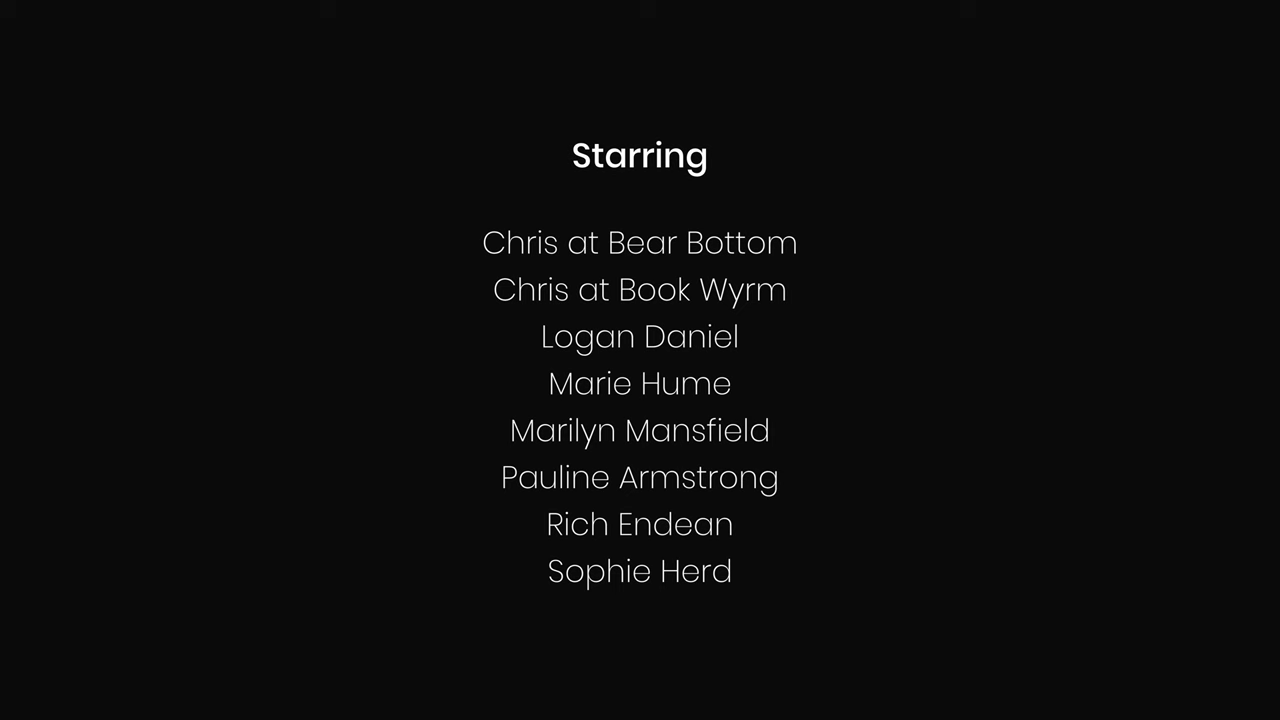 Starring
Chris at Bear Bottom
Chris at Book Wyrm
Logan Daniel
Marie Hume
Marilyn Mansfield
Pauline Armstrong
Rich Endean
Sophie Herd